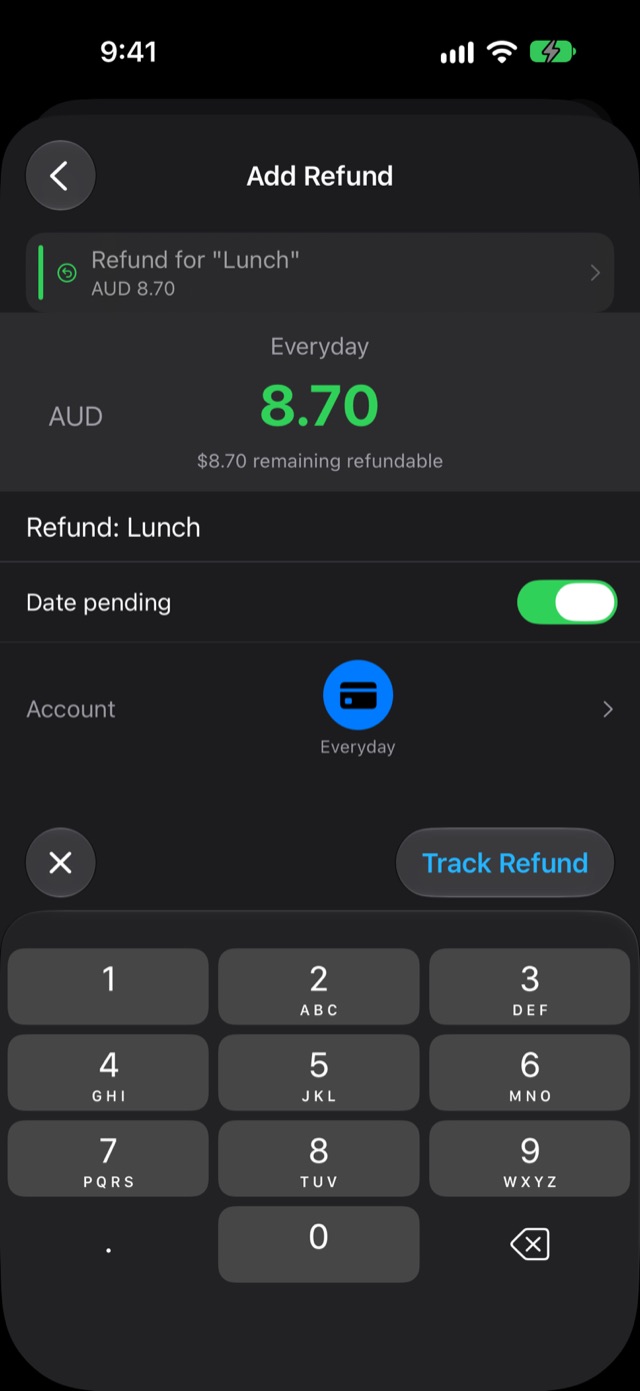 9:41
Add Refund
Refund for "Lunch"
AUD 8.70
Everyday
AUD 8.70
$8.70 remaining refundable
Refund: Lunch
Date pending
Account
Everyday
Track Refund
1 2 3
ABC DEF
4 5 6
GHI JKL MNO
7 8 9
PQRS TUV WXYZ
. 0